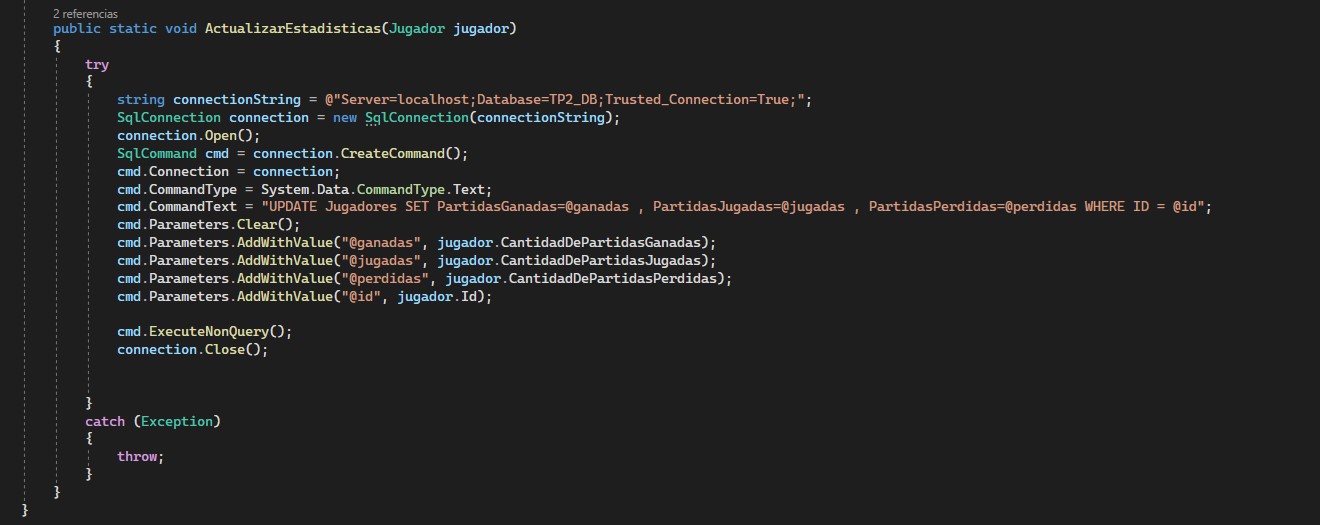 2 referencias
public static void ActualizarEstadisticas(Jugador jugador)
{
try
{
string connectionString = @"Server=localhost;Database=TP2_DB;Trusted_Connection=True;";
SqlConnection connection = new SqlConnection(connectionString);
connection.Open();
SqlCommand cmd = connection.CreateCommand();
cmd.Connection = connection;
cmd.CommandType = System.Data.CommandType.Text;
cmd.CommandText = "UPDATE Jugadores SET PartidasGanadas=@ganadas , PartidasJugadas=@jugadas , PartidasPerdidas=@perdidas WHERE ID = @id";
cmd.Parameters.Clear();
cmd.Parameters.AddWithValue("@ganadas", jugador.CantidadDePartidasGanadas);
cmd.Parameters.AddWithValue("@jugadas", jugador.CantidadDePartidasJugadas);
cmd.Parameters.AddWithValue("@perdidas", jugador.CantidadDePartidasPerdidas);
cmd.Parameters.AddWithValue("@id", jugador.Id);
cmd.ExecuteNonQuery();
connection.Close();
}
catch (Exception)
{
throw;
}
}
}